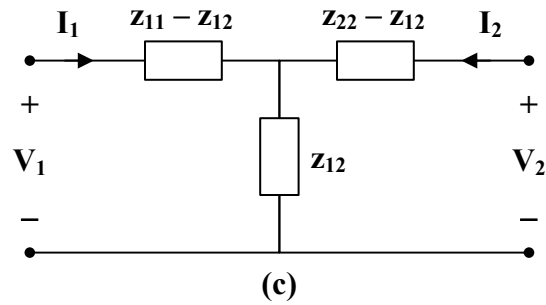 I₁ z₁₁ – z₁₂ z₂₂ – z₁₂ I₂
+ +
V₁ z₁₂ V₂
– –
(c)